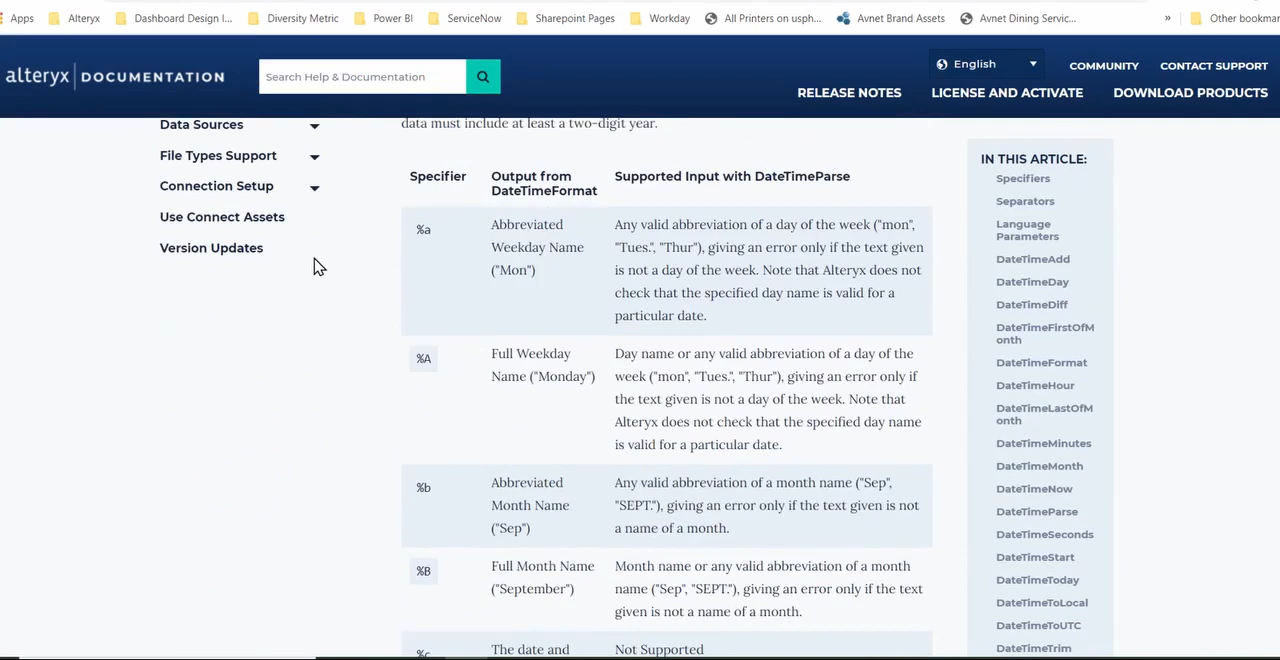 Apps Alteryx Dashboard Design I... Diversity Metric Power BI ServiceNow Sharepoint Pages Workday All Printers on usph... Avnet Brand Assets Avnet Dining Servic... » Other bookmar
alteryx | DOCUMENTATION
Search Help & Documentation
English
COMMUNITY CONTACT SUPPORT
RELEASE NOTES LICENSE AND ACTIVATE DOWNLOAD PRODUCTS
Data Sources
File Types Support
Connection Setup
Use Connect Assets
Version Updates
data must include at least a two-digit year.
Specifier Output from Supported Input with DateTimeParse
DateTimeFormat
%a Abbreviated Any valid abbreviation of a day of the week ("mon",
Weekday Name "Tues.", "Thur"), giving an error only if the text given
("Mon") is not a day of the week. Note that Alteryx does not
check that the specified day name is valid for a
particular date.
%A Full Weekday Day name or any valid abbreviation of a day of the
Name ("Monday") week ("mon", "Tues.", "Thur"), giving an error only if
the text given is not a day of the week. Note that
Alteryx does not check that the specified day name
is valid for a particular date.
%b Abbreviated Any valid abbreviation of a month name ("Sep",
Month Name "SEPT."), giving an error only if the text given is not
("Sep") a name of a month.
%B Full Month Name Month name or any valid abbreviation of a month
("September") name ("Sep", "SEPT."), giving an error only if the text
given is not a name of a month.
%c The date and Not Supported
IN THIS ARTICLE:
Specifiers
Separators
Language
Parameters
DateTimeAdd
DateTimeDay
DateTimeDiff
DateTimeFirstOfM
onth
DateTimeFormat
DateTimeHour
DateTimeLastOfM
onth
DateTimeMinutes
DateTimeMonth
DateTimeNow
DateTimeParse
DateTimeSeconds
DateTimeStart
DateTimeToday
DateTimeToLocal
DateTimeToUTC
DateTimeTrim